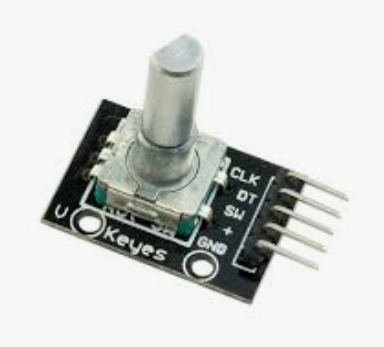 CLK
DT
SW
+
GND
Keyes